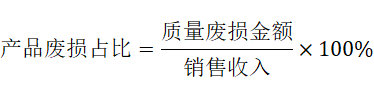 产品废损占比 = 质量废损金额 / 销售收入 × 100%